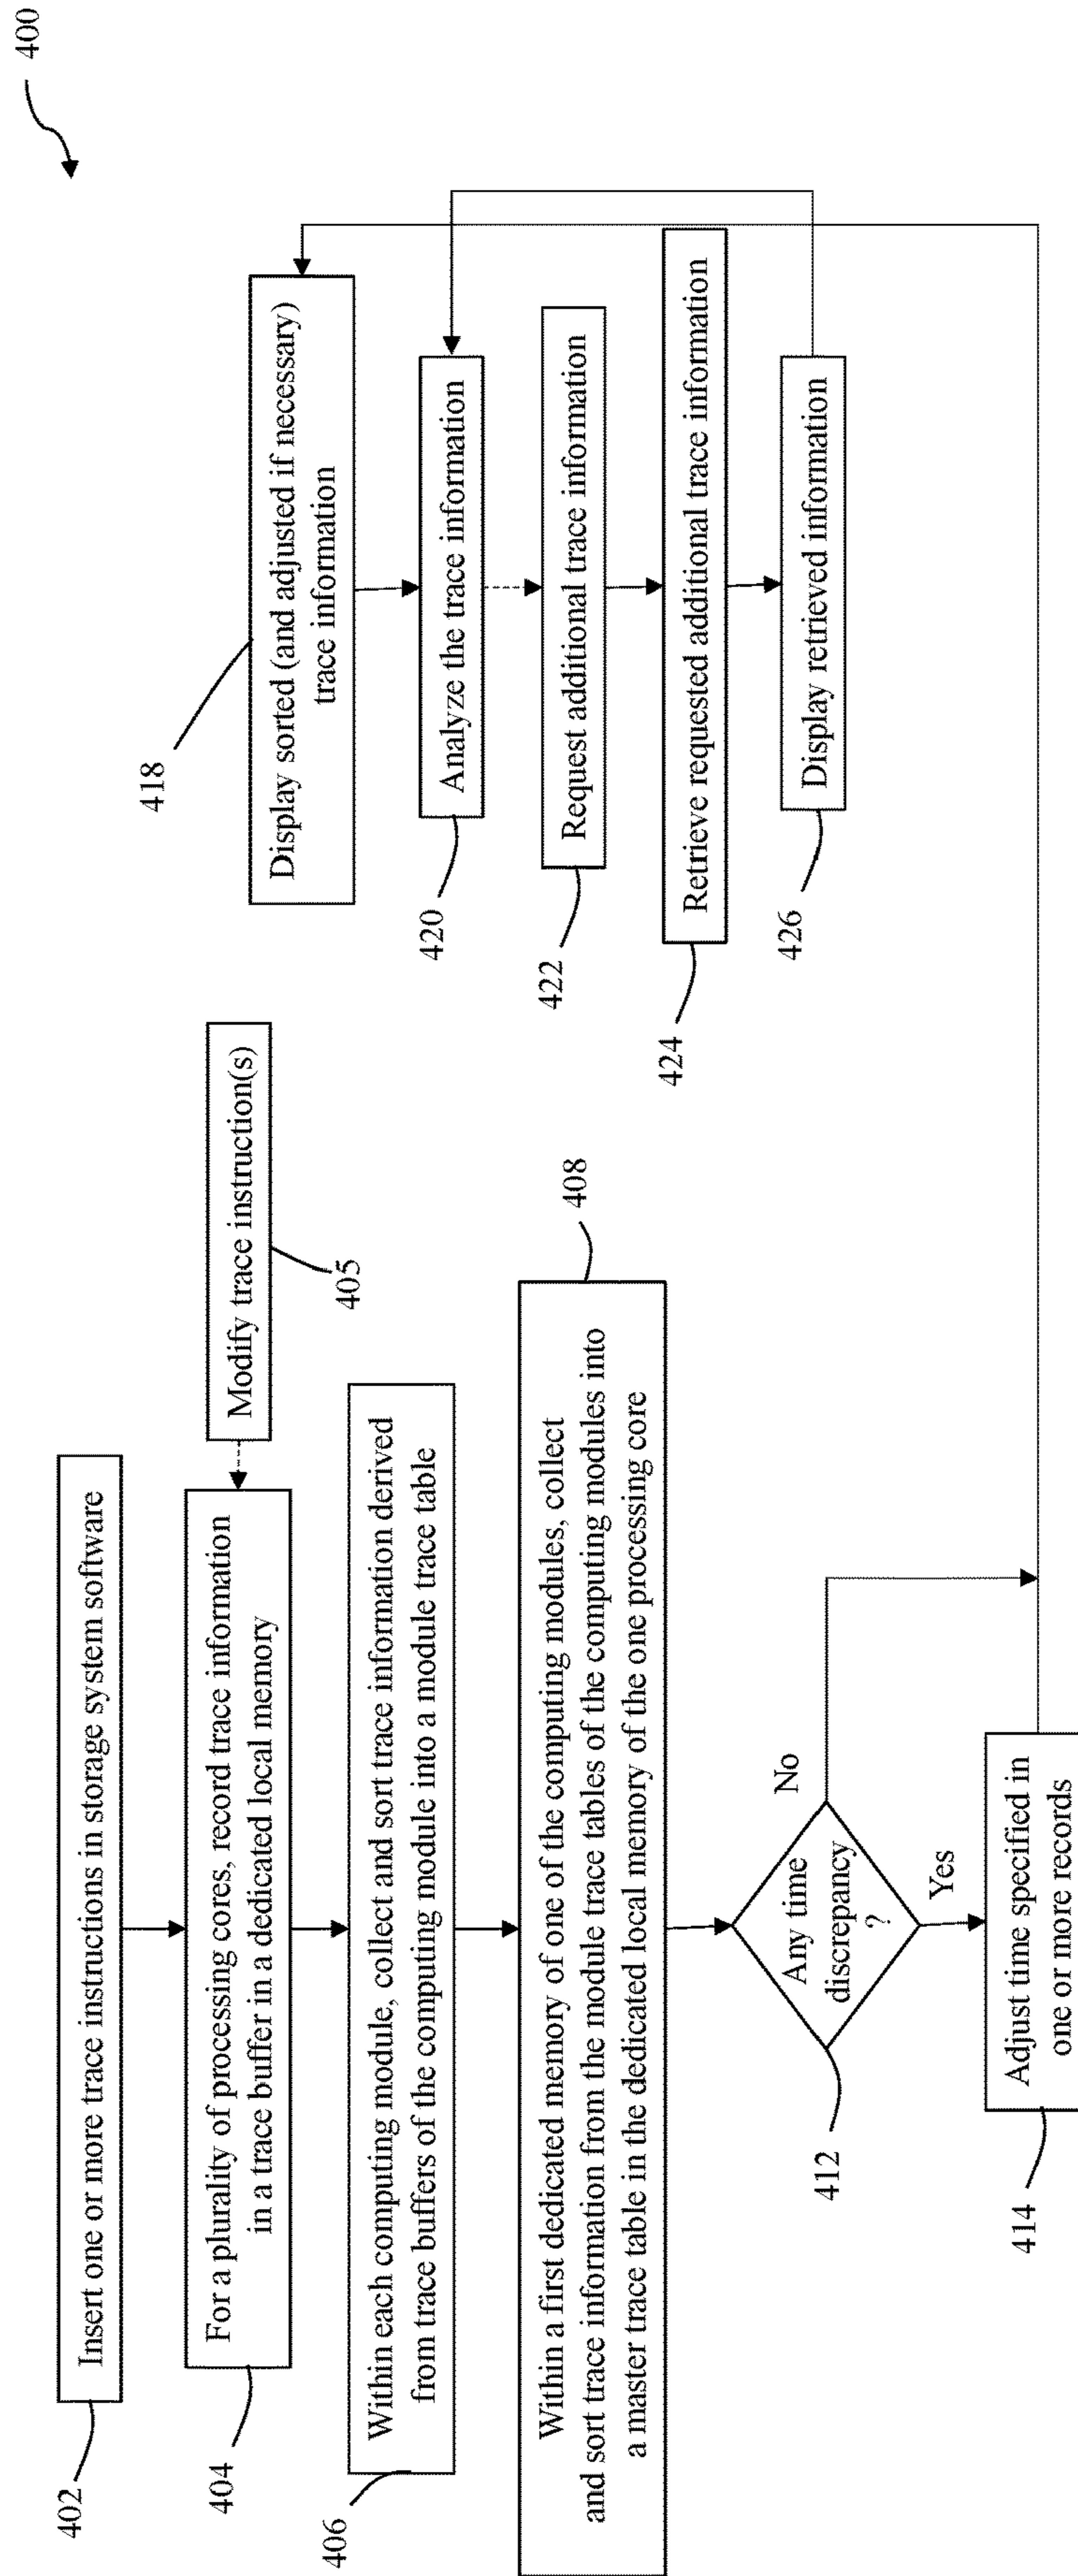 400
402
Insert one or more trace instructions in storage system software
404
For a plurality of processing cores, record trace information
in a trace buffer in a dedicated local memory
Modify trace instruction(s)
405
406
Within each computing module, collect and sort trace information derived
from trace buffers of the computing module into a module trace table
408
Within a first dedicated memory of one of the computing modules, collect
and sort trace information from the module trace tables of the computing modules into
a master trace table in the dedicated local memory of the one processing core
412
Any time
discrepancy
?
No
Yes
414
Adjust time specified in
one or more records
418
Display sorted (and adjusted if necessary)
trace information
420
Analyze the trace information
422
Request additional trace information
424
Retrieve requested additional trace information
426
Display retrieved information